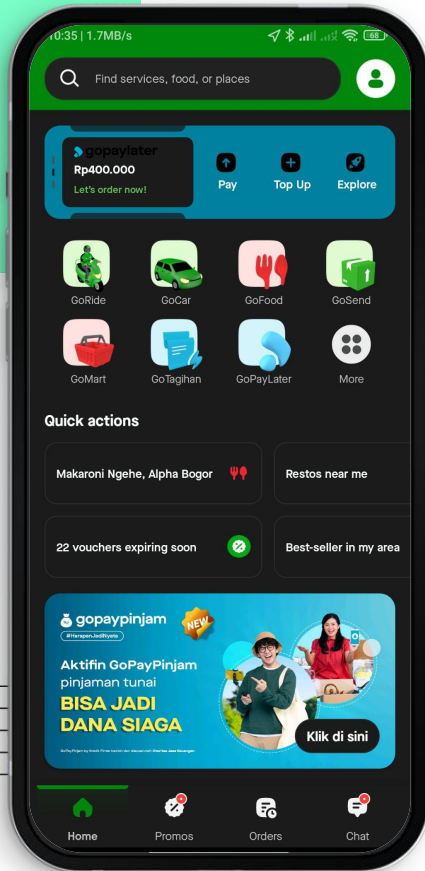 10:35 | 1.7MB/s
68
Find services, food, or places
gopaylater
Rp400.000
Let's order now!
Pay
Top Up
Explore
GoRide
GoCar
GoFood
GoSend
GoMart
GoTagihan
GoPayLater
More
Quick actions
Makaroni Ngehe, Alpha Bogor
Restos near me
22 vouchers expiring soon
Best-seller in my area
gopaypinjam
NEW
#HarapanJadiNyata
Aktifin GoPayPinjam
pinjaman tunai
BISA JADI
DANA SIAGA
Klik di sini
Home
Promos
Orders
Chat